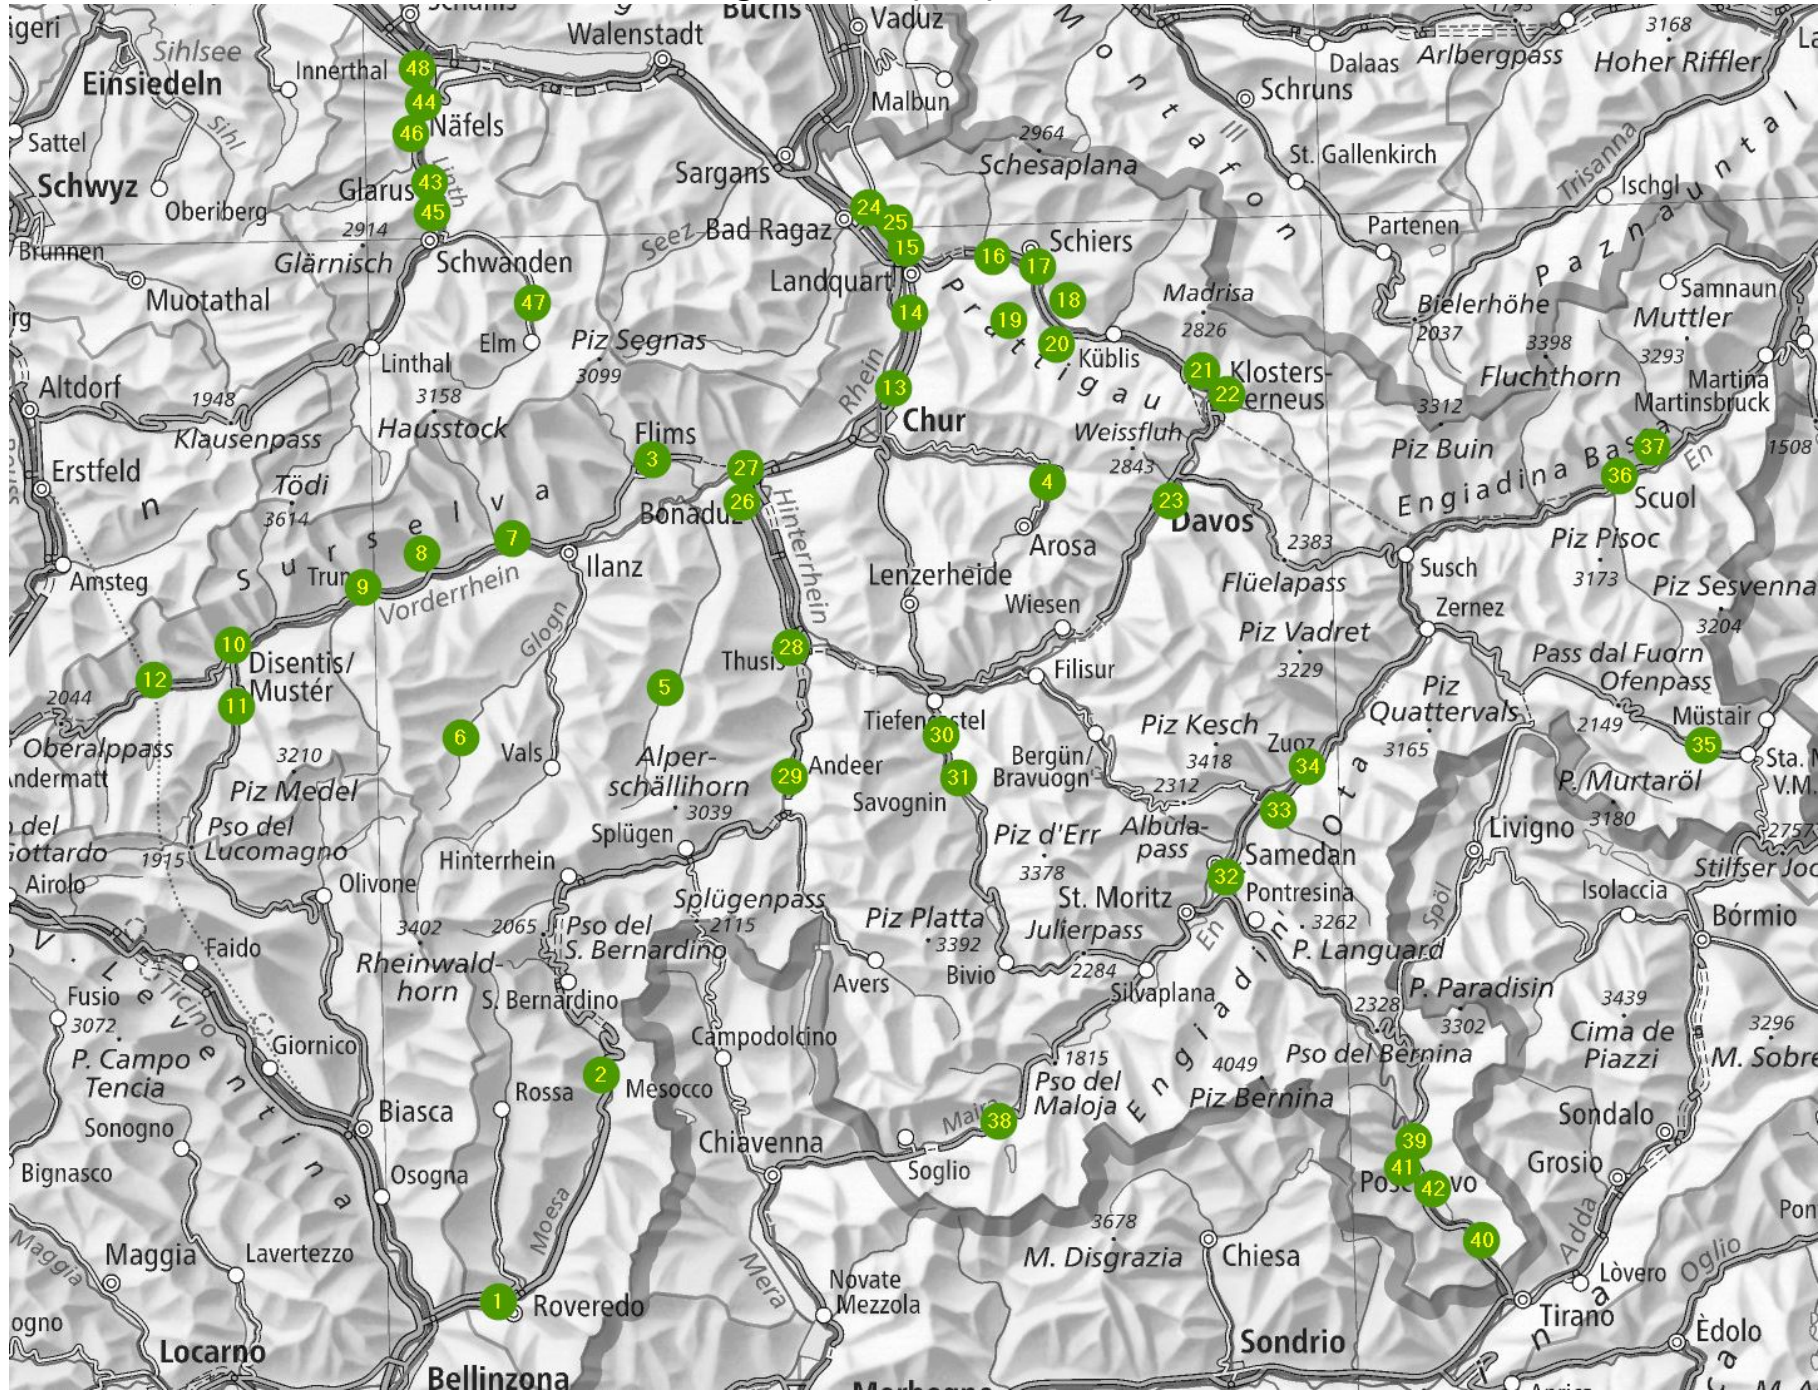 Buchs
Vaduz
Walenstadt
Sihlsee
Innerthal
48
Einsiedeln
44
Näfels
46
Sihl
Sattel
Schwyz
Oberiberg
43
Glarus
Linth
45
2914
Glärnisch
Brunnen
Schwanden
Muotathal
47
Elm
Linthal
Piz Segnas
3099
Malbun
Montafon
2964
Schesaplana
Sargans
Seez
Bad Ragaz
24
25
15
Landquart
14
16
Schiers
17
18
19
20
Küblis
Prättigau
Madrisa
2826
21
Klosters-
22
Dalaas
Arlbergpass
3168
Hoher Riffler
Schruns
Ill
St. Gallenkirch
Trisanna
Ischgl
Partenen
Paznauntal
Samnaun
Bielerhöhe
2037
Muttler
3293
3398
Fluchthorn
Martina
Martinsbruck
3312
Piz Buin
1508
Altdorf
1948
Klausenpass
3158
Hausstock
Erstfeld
Tödi
3614
Flims
3
Rhein
13
Chur
27
26
Bonaduz
Hinterrhein
4
Arosa
Weissfluh
2843
23
Davos
Engiadina Bassa
37
36
En
Scuol
Amsteg
Surselva
8
7
9
Trun
Vorderrhein
Ilanz
Glogn
Lenzerheide
Wiesen
2383
Flüelapass
Susch
Piz Pisoc
3173
Piz Sesvenna
3204
Zernez
10
Disentis/
Mustér
12
11
2044
Oberalppass
Andermatt
3210
Piz Medel
6
5
Vals
28
Thusis
Filisur
Piz Vadret
3229
Pass dal Fuorn
Ofenpass
2149
Müstair
35
Piz
Quattervals
3165
P. Murtaröl
3180
Tiefencastel
30
31
Savognin
Bergün/
Bravuogn
Piz Kesch
3418
2312
Zuoz
34
33
Alper-
schällihorn
3039
29
Andeer
Splügen
Hinterrhein
Pso del
Lucomagno
1915
Airolo
Olivone
Piz d'Err
3378
Albula-
pass
Samedan
32
Pontresina
St. Moritz
Livigno
2757
Isolaccia
Bórmio
Spöl
3402
Rheinwald-
horn
2065
Pso del
S. Bernardino
S. Bernardino
Splügenpass
2115
Piz Platta
3392
Julierpass
2284
En
3262
P. Languard
Avers
Bivio
Silvaplana
Faido
Leventina
Ticino
Fusio
3072
P. Campo
Tencia
Giornico
Campodolcino
1815
Pso del
Maloja
Engiadin'Ota
4049
Piz Bernina
2328
Pso del Bernina
P. Paradisin
3302
3439
Cima de
Piazzi
3296
2
Mesocco
Rossa
Biasca
Sonogno
Bignasco
Osogna
Moesa
Chiavenna
Maira
38
Soglio
39
41
42
40
Sondalo
Grosio
Maggia
Maggia
Lavertezzo
3678
M. Disgrazia
Chiesa
Mera
Novate
Mezzola
Adda
Oglio
Lòvero
Tirano
1
Roveredo
Locarno
Bellinzona
Sondrio
Èdolo